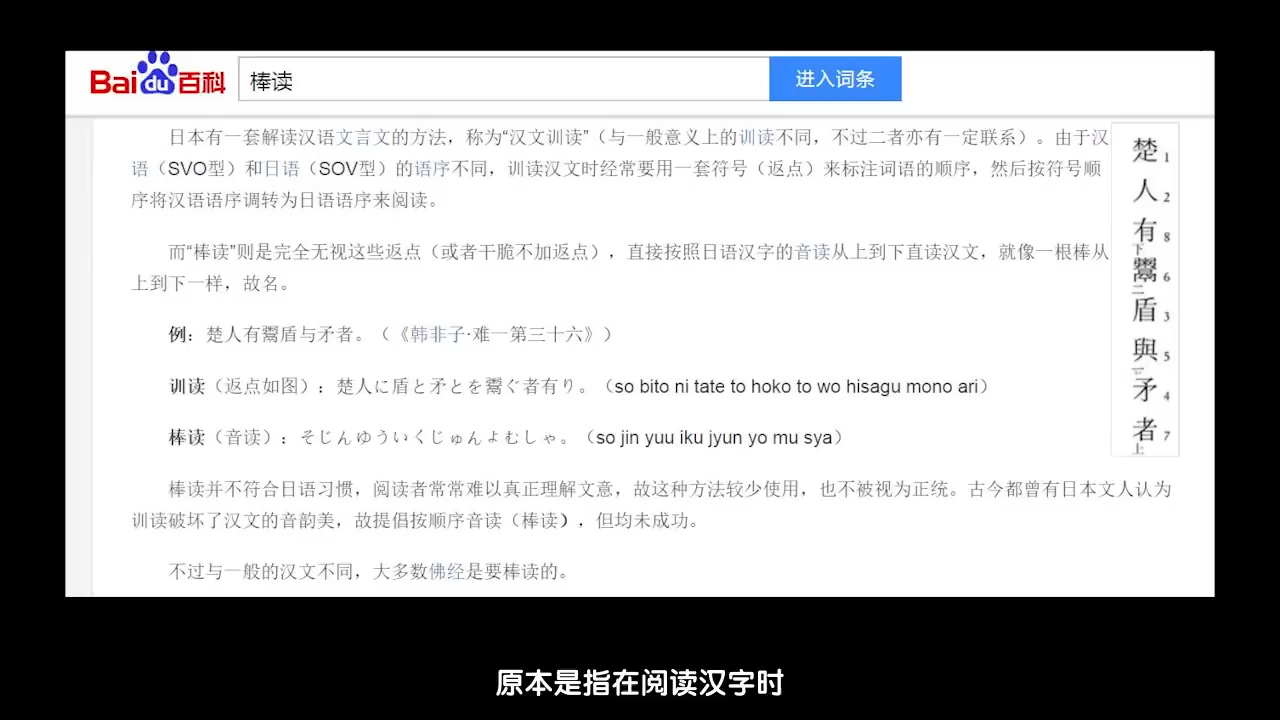 Bai du 百科
棒读
进入词条
日本有一套解读汉语文言文的方法，称为“汉文训读”（与一般意义上的训读不同，不过二者亦有一定联系）。由于汉
语（SVO型）和日语（SOV型）的语序不同，训读汉文时经常要用一套符号（返点）来标注词语的顺序，然后按符号顺
序将汉语语序调转为日语语序来阅读。
而“棒读”则是完全无视这些返点（或者干脆不加返点），直接按照日语汉字的音读从上到下直读汉文，就像一根棒从
上到下一样，故名。
例：楚人有鬻盾与矛者。（《韩非子·难一第三十六》）
训读（返点如图）：楚人に盾と矛とを鬻ぐ者有り。（so bito ni tate to hoko to wo hisagu mono ari）
棒读（音读）：そじんゆういくじゅんよむしゃ。（so jin yuu iku jyun yo mu sya）
棒读并不符合日语习惯，阅读者常常难以真正理解文意，故这种方法较少使用，也不被视为正统。古今都曾有日本文人认为
训读破坏了汉文的音韵美，故提倡按顺序音读（棒读），但均未成功。
不过与一般的汉文不同，大多数佛经是要棒读的。
楚 1
人 2
有 8
下
鬻 6
二
盾 3
與 5
一
矛 4
者 7
上
原本是指在阅读汉字时